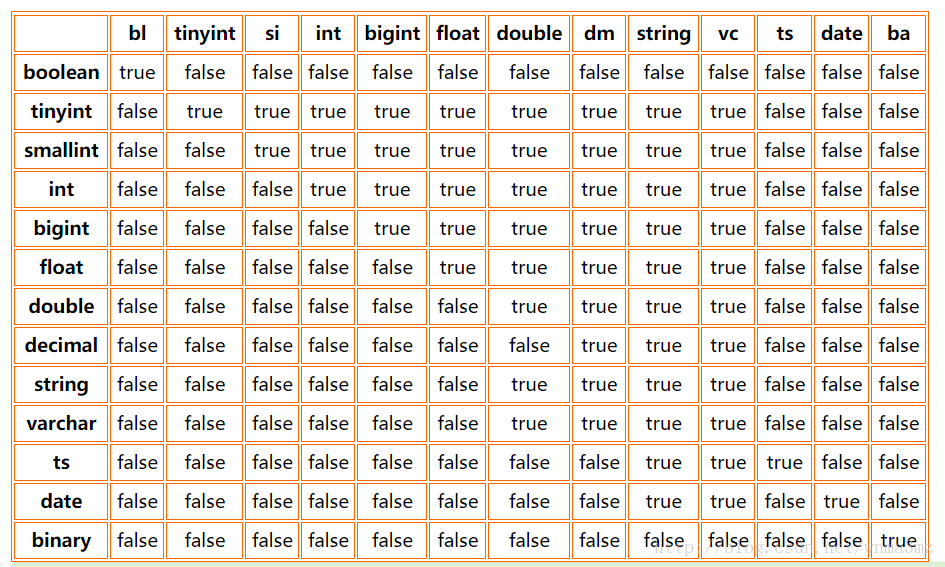 bl tinyint si int bigint float double dm string vc ts date ba
boolean true false false false false false false false false false false false false
tinyint false true true true true true true true true true false false false
smallint false false true true true true true true true true false false false
int false false false true true true true true true true false false false
bigint false false false false true true true true true true false false false
float false false false false false true true true true true false false false
double false false false false false false true true true true false false false
decimal false false false false false false false true true true false false false
string false false false false false false true true true true false false false
varchar false false false false false false true true true true false false false
ts false false false false false false false false true true true false false
date false false false false false false false false true true false true false
binary false false false false false false false false false false false false true